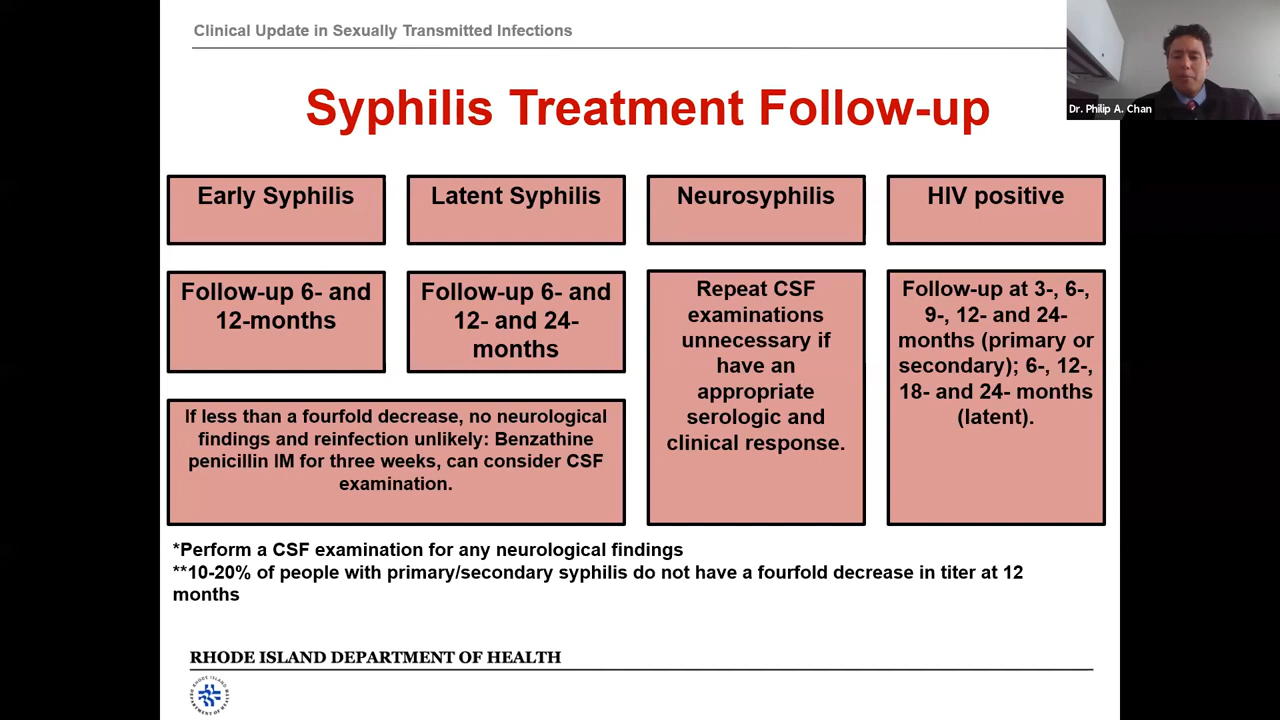 Clinical Update in Sexually Transmitted Infections
Dr. Philip A. Chan
Syphilis Treatment Follow-up
Early Syphilis
Latent Syphilis
Neurosyphilis
HIV positive
Follow-up 6- and
12-months
Follow-up 6- and
12- and 24-
months
If less than a fourfold decrease, no neurological
findings and reinfection unlikely: Benzathine
penicillin IM for three weeks, can consider CSF
examination.
Repeat CSF
examinations
unnecessary if
have an
appropriate
serologic and
clinical response.
Follow-up at 3-, 6-,
9-, 12- and 24-
months (primary or
secondary); 6-, 12-,
18- and 24- months
(latent).
*Perform a CSF examination for any neurological findings
**10-20% of people with primary/secondary syphilis do not have a fourfold decrease in titer at 12
months
RHODE ISLAND DEPARTMENT OF HEALTH